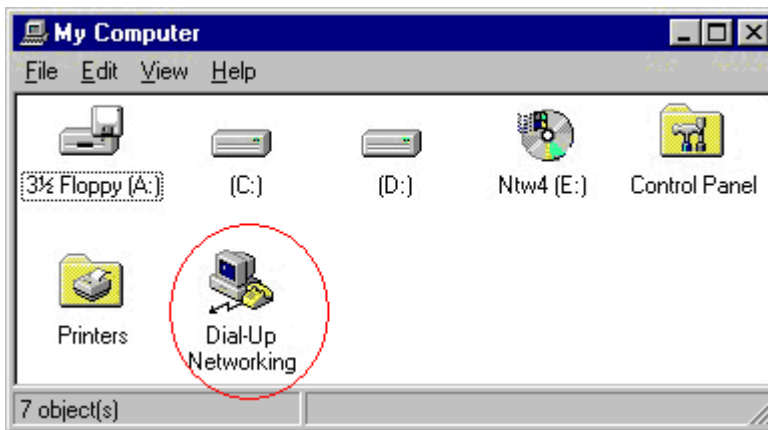 My Computer
File Edit View Help
3½ Floppy (A:)
(C:)
(D:)
Ntw4 (E:)
Control Panel
Printers
Dial-Up
Networking
7 object(s)